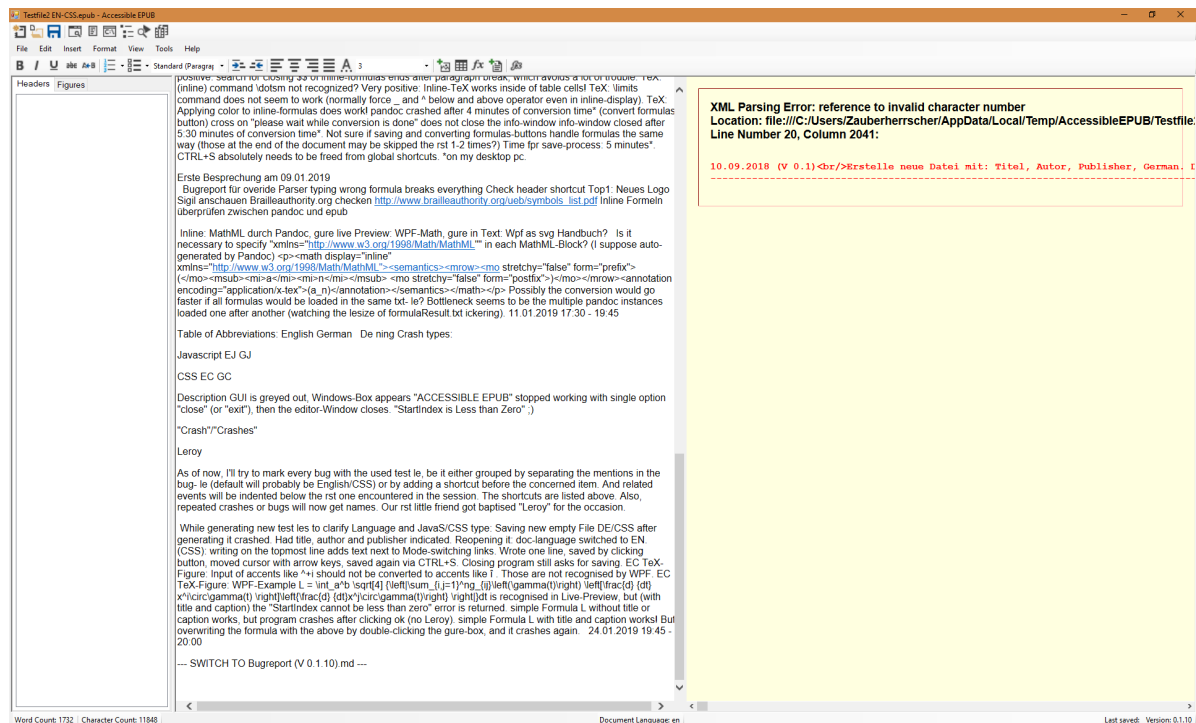 Testfile2 EN-CSS.epub - Accessible EPUB
File Edit Insert Format View Tools Help
B I U abc A↔B Standard (Paragrap 3
Headers Figures
positive: search for closing $$ of inline-formulas ends after paragraph break, which avoids a lot of trouble. TeX:
(inline) command \dotsm not recognized? Very positive: Inline-TeX works inside of table cells! TeX: \limits
command does not seem to work (normally force _ and ^ below and above operator even in inline-display). TeX:
Applying color to inline-formulas does work! pandoc crashed after 4 minutes of conversion time* (convert formulas
button) cross on "please wait while conversion is done" does not close the info-window info-window closed after
5:30 minutes of conversion time*. Not sure if saving and converting formulas-buttons handle formulas the same
way (those at the end of the document may be skipped the rst 1-2 times?) Time fpr save-process: 5 minutes*.
CTRL+S absolutely needs to be freed from global shortcuts. *on my desktop pc.
Erste Besprechung am 09.01.2019
Bugreport für overide Parser typing wrong formula breaks everything Check header shortcut Top1: Neues Logo
Sigil anschauen Brailleauthority.org checken http://www.brailleauthority.org/ueb/symbols_list.pdf Inline Formeln
überprüfen zwischen pandoc und epub
Inline: MathML durch Pandoc, gure live Preview: WPF-Math, gure in Text: Wpf as svg Handbuch? Is it
necessary to specify "xmlns="http://www.w3.org/1998/Math/MathML"" in each MathML-Block? (I suppose auto-
generated by Pandoc) <p><math display="inline"
xmlns="http://www.w3.org/1998/Math/MathML"><semantics><mrow><mo stretchy="false" form="prefix">
(</mo><msub><mi>a</mi><mi>n</mi></msub> <mo stretchy="false" form="postfix">)</mo></mrow><annotation
encoding="application/x-tex">(a_n)</annotation></semantics></math></p> Possibly the conversion would go
faster if all formulas would be loaded in the same txt- le? Bottleneck seems to be the multiple pandoc instances
loaded one after another (watching the lesize of formulaResult.txt ickering). 11.01.2019 17:30 - 19:45
Table of Abbreviations: English German De ning Crash types:
Javascript EJ GJ
CSS EC GC
Description GUI is greyed out, Windows-Box appears "ACCESSIBLE EPUB" stopped working with single option
"close" (or "exit"), then the editor-Window closes. "StartIndex is Less than Zero" ;)
"Crash"/"Crashes"
Leroy
As of now, I'll try to mark every bug with the used test le, be it either grouped by separating the mentions in the
bug- le (default will probably be English/CSS) or by adding a shortcut before the concerned item. And related
events will be indented below the rst one encountered in the session. The shortcuts are listed above. Also,
repeated crashes or bugs will now get names. Our rst little friend got baptised "Leroy" for the occasion.
While generating new test les to clarify Language and JavaS/CSS type: Saving new empty File DE/CSS after
generating it crashed. Had title, author and publisher indicated. Reopening it: doc-language switched to EN.
(CSS): writing on the topmost line adds text next to Mode-switching links. Wrote one line, saved by clicking
button, moved cursor with arrow keys, saved again via CTRL+S. Closing program still asks for saving. EC TeX-
Figure: Input of accents like ^+i should not be converted to accents like î . Those are not recognised by WPF. EC
TeX-Figure: WPF-Example L = \int_a^b \sqrt[4] {\left|\sum_{i,j=1}^ng_{ij}\left(\gamma(t)\right) \left[\frac{d} {dt}
x^i\circ\gamma(t) \right]\left{\frac{d} {dt}x^j\circ\gamma(t)\right} \right|}dt is recognised in Live-Preview, but (with
title and caption) the "StartIndex cannot be less than zero" error is returned. simple Formula L without title or
caption works, but program crashes after clicking ok (no Leroy). simple Formula L with title and caption works! But
overwriting the formula with the above by double-clicking the gure-box, and it crashes again. 24.01.2019 19:45 -
20:00
--- SWITCH TO Bugreport (V 0.1.10).md ---
XML Parsing Error: reference to invalid character number
Location: file:///C:/Users/Zauberherrscher/AppData/Local/Temp/AccessibleEPUB/Testfile2
Line Number 20, Column 2041:
10.09.2018 (V 0.1)<br/>Erstelle neue Datei mit: Titel, Autor, Publisher, German. D
Word Count: 1732 Character Count: 11848 Document Language: en Last saved: Version: 0.1.10